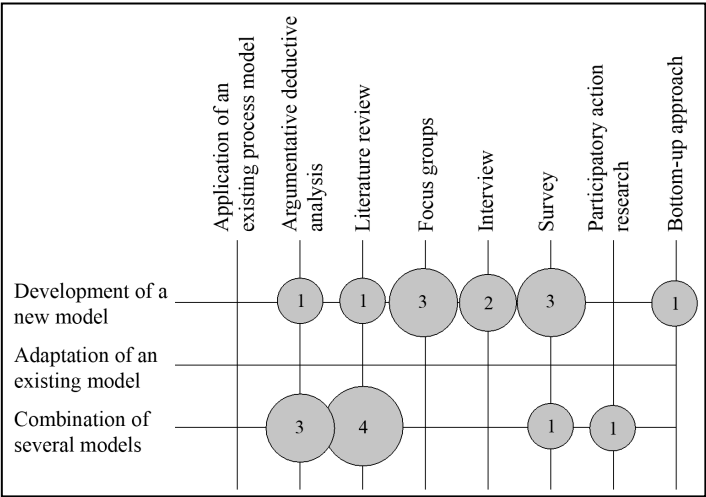 Application of an
existing process model
Argumentative deductive
analysis
Literature review
Focus groups
Interview
Survey
Participatory action
research
Bottom-up approach
Development of a
new model
1
1
3
2
3
1
Adaptation of an
existing model
Combination of
several models
3
4
1
1